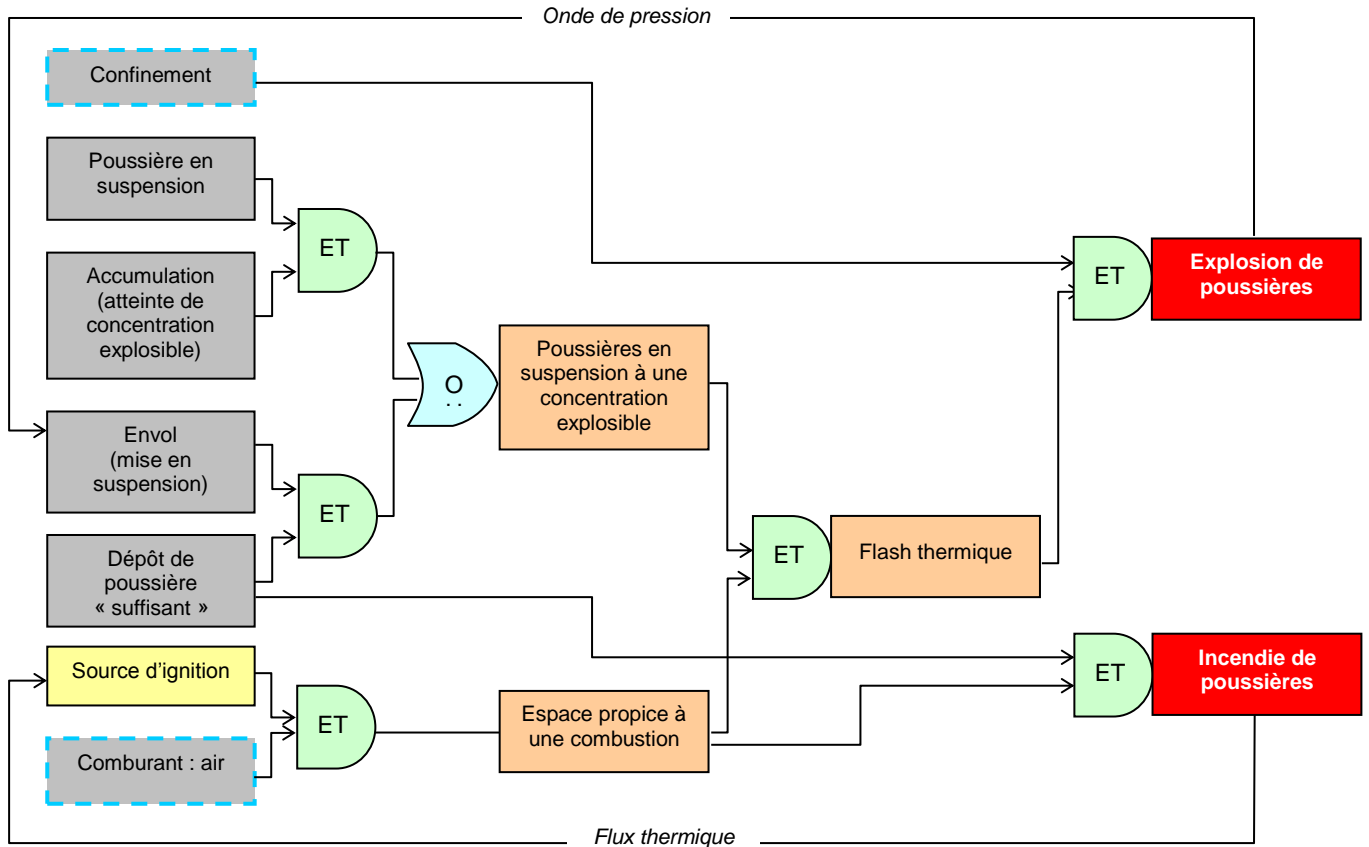 Onde de pression
Confinement
Poussière en
suspension
ET
Accumulation
(atteinte de
concentration
explosible)
ET
Explosion de
poussières
O
Poussières en
suspension à une
concentration
explosible
Envol
(mise en
suspension)
ET
Dépôt de
poussière
« suffisant »
ET
Flash thermique
Source d’ignition
ET
Espace propice à
une combustion
ET
Incendie de
poussières
Comburant : air
Flux thermique